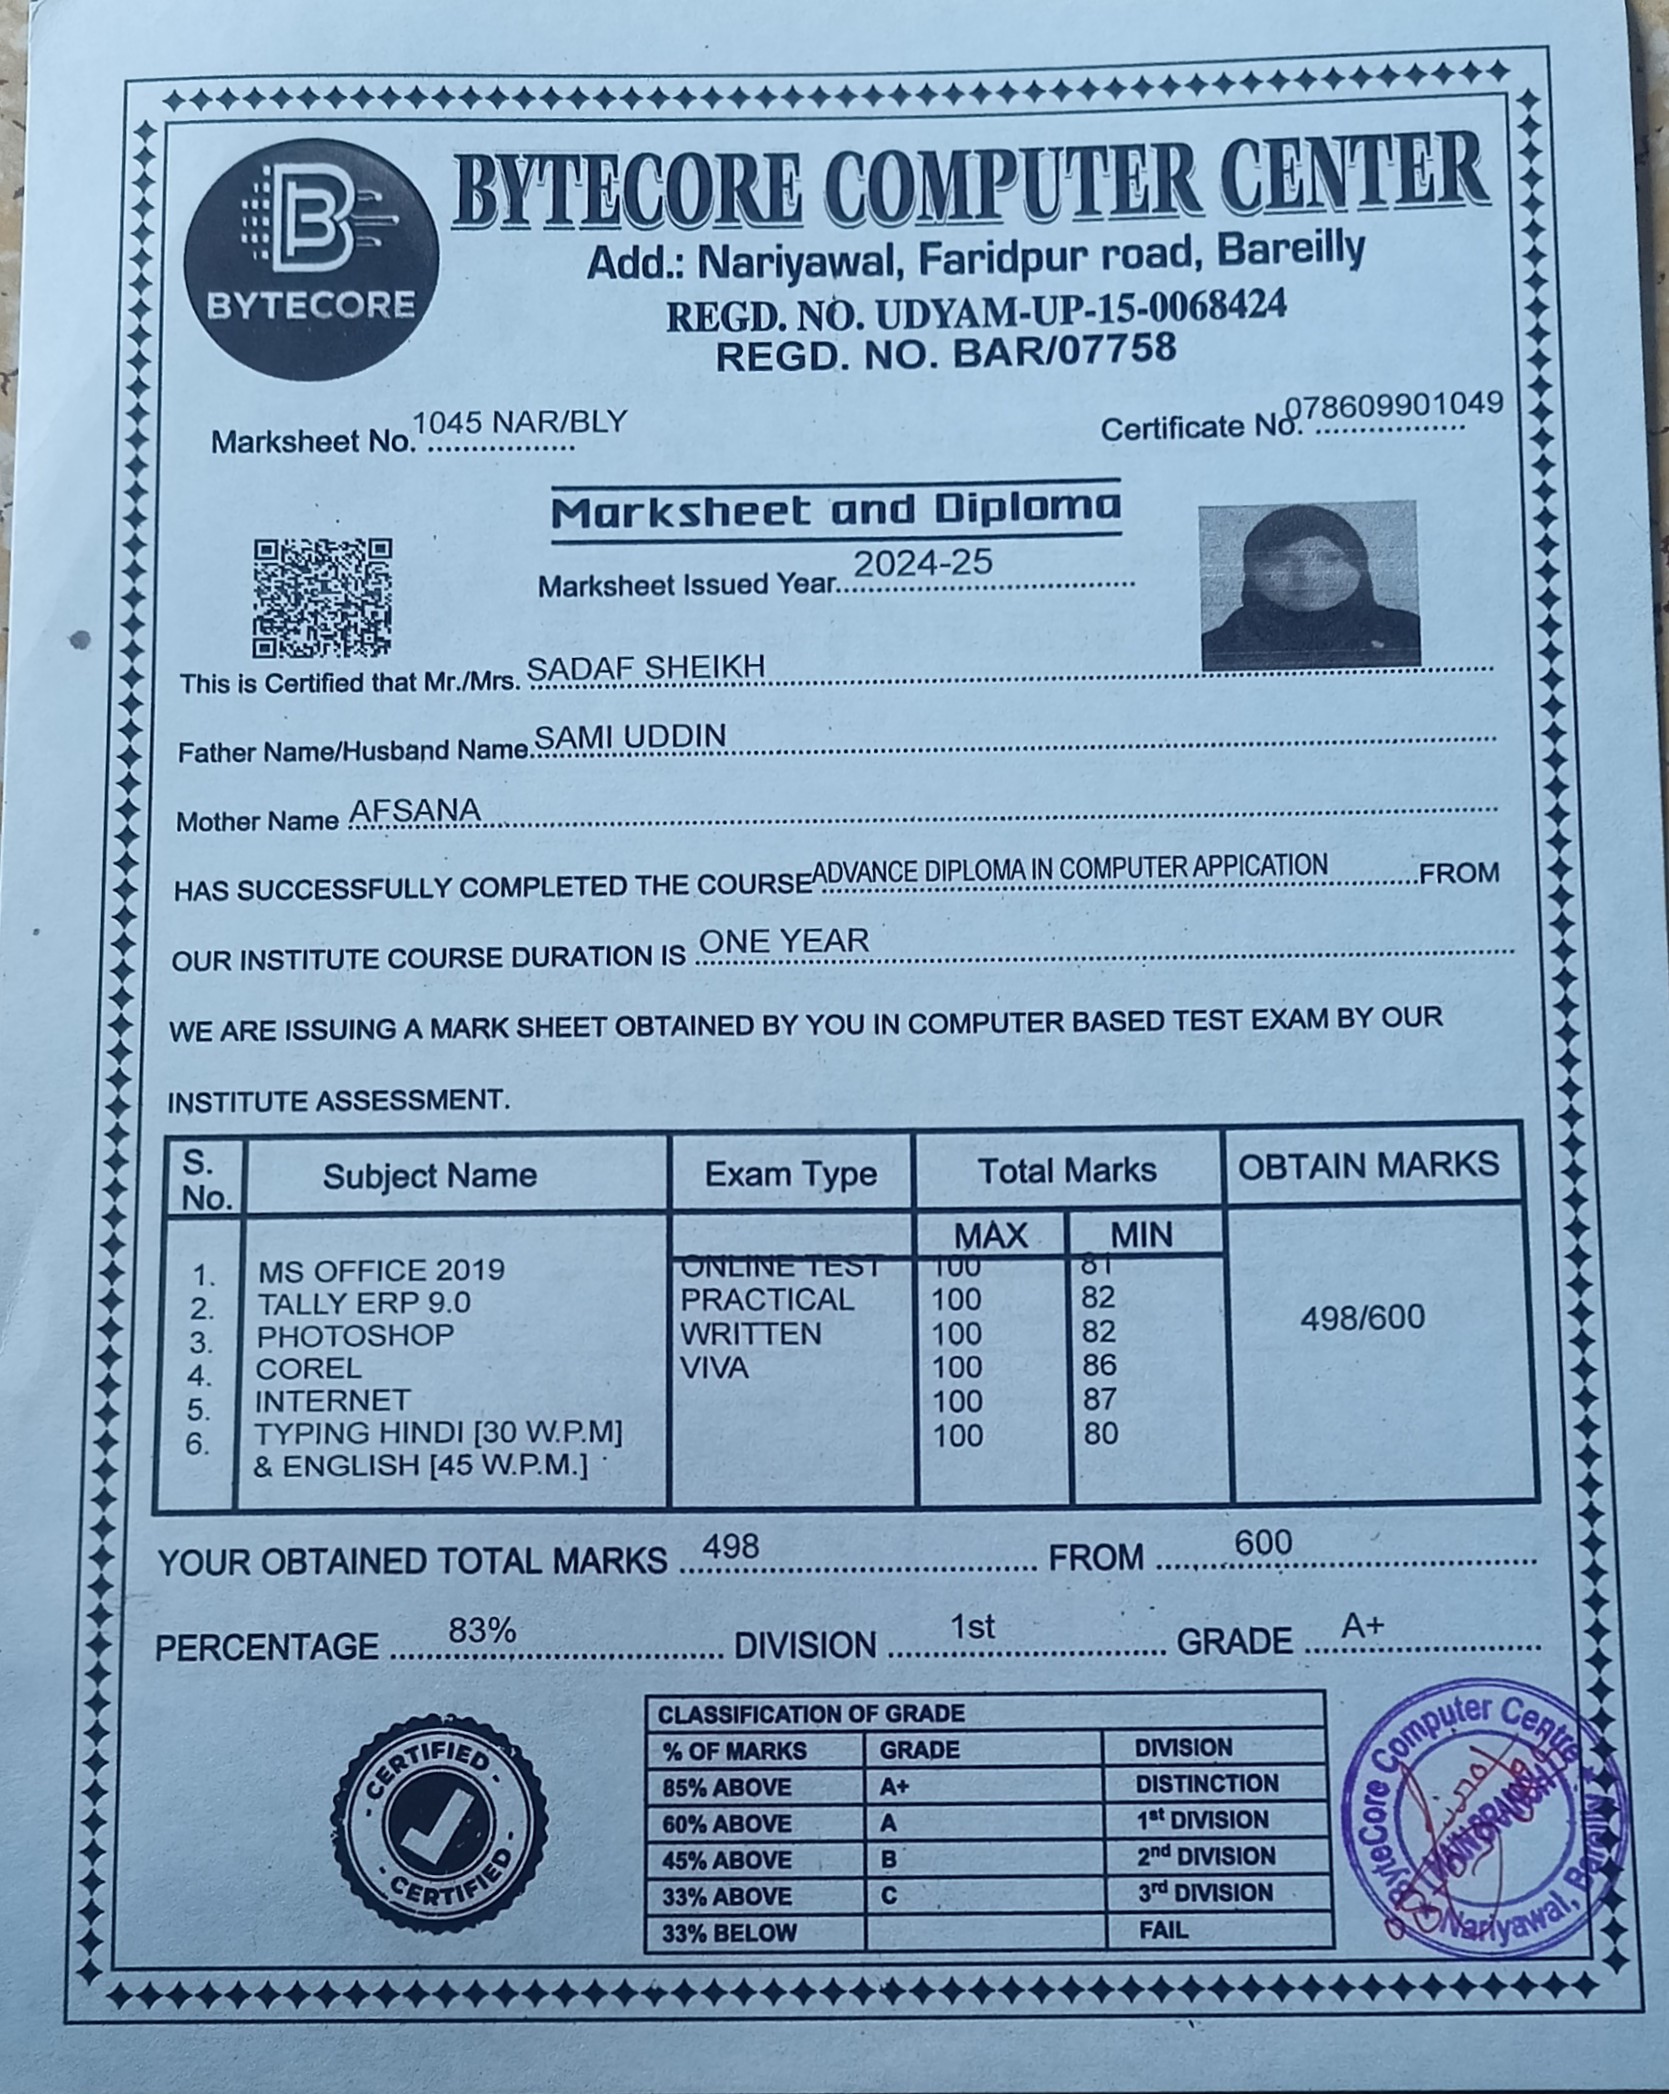 BYTECORE COMPUTER CENTER
BYTECORE
Add.: Nariyawal, Faridpur road, Bareilly
REGD. NO. UDYAM-UP-15-0068424
REGD. NO. BAR/07758
Marksheet No. 1045 NAR/BLY Certificate No. 078609901049
Marksheet and Diploma
Marksheet Issued Year 2024-25
This is Certified that Mr./Mrs. SADAF SHEIKH
Father Name/Husband Name SAMI UDDIN
Mother Name AFSANA
HAS SUCCESSFULLY COMPLETED THE COURSE ADVANCE DIPLOMA IN COMPUTER APPICATION FROM
OUR INSTITUTE COURSE DURATION IS ONE YEAR
WE ARE ISSUING A MARK SHEET OBTAINED BY YOU IN COMPUTER BASED TEST EXAM BY OUR
INSTITUTE ASSESSMENT.
S. No. Subject Name Exam Type Total Marks OBTAIN MARKS
MAX MIN
1. MS OFFICE 2019 ONLINE TEST 100 81
2. TALLY ERP 9.0 PRACTICAL 100 82
3. PHOTOSHOP WRITTEN 100 82
498/600
4. COREL VIVA 100 86
5. INTERNET 100 87
6. TYPING HINDI [30 W.P.M] 100 80
& ENGLISH [45 W.P.M.]
YOUR OBTAINED TOTAL MARKS 498 FROM 600
PERCENTAGE 83% DIVISION 1st GRADE A+
CERTIFIED
CERTIFIED
CLASSIFICATION OF GRADE
% OF MARKS GRADE DIVISION
85% ABOVE A+ DISTINCTION
60% ABOVE A 1st DIVISION
45% ABOVE B 2nd DIVISION
33% ABOVE C 3rd DIVISION
33% BELOW FAIL
ByteCore Computer Centre
MAIN BRANCH
Nariyawal,